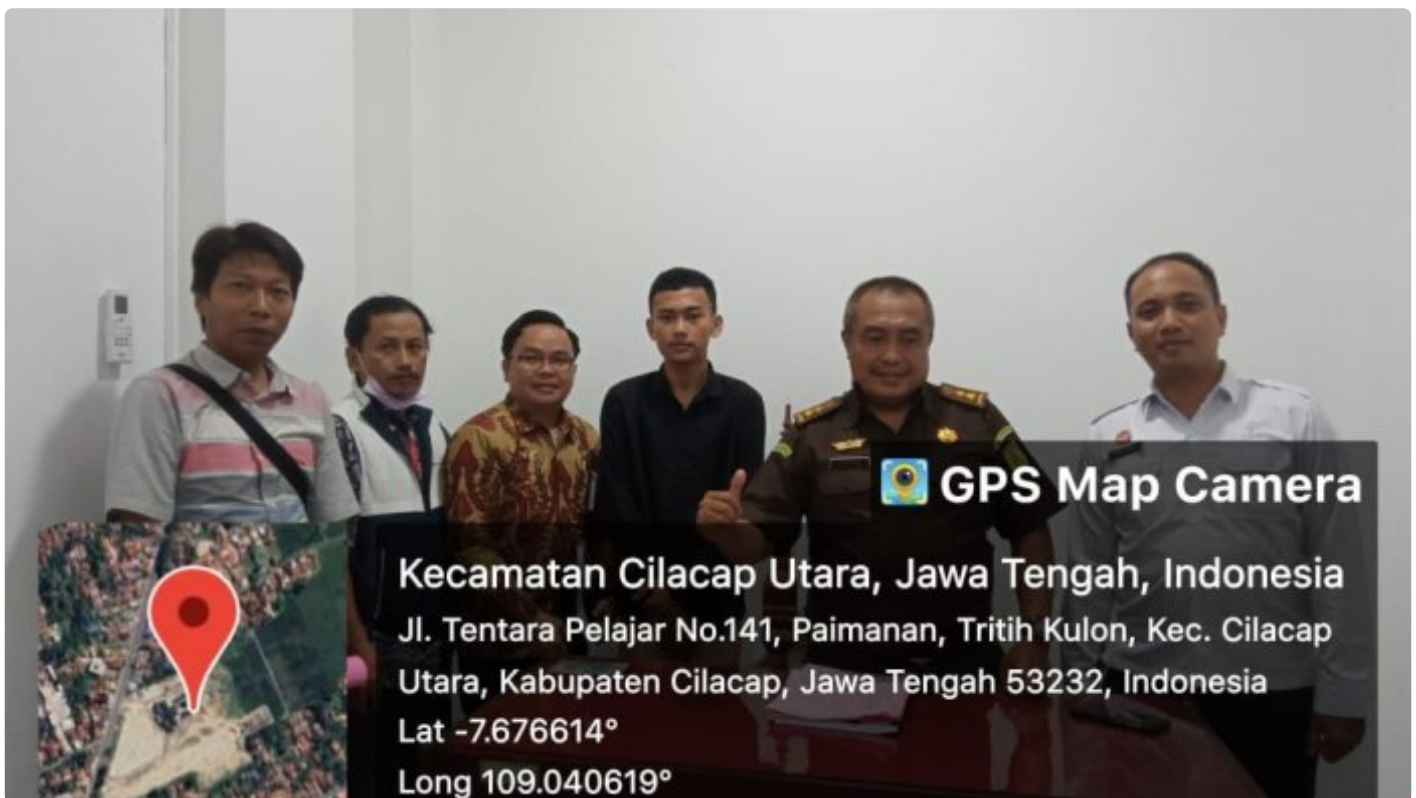 GPS Map Camera
Kecamatan Cilacap Utara, Jawa Tengah, Indonesia
Jl. Tentara Pelajar No.141, Paimanan, Tritih Kulon, Kec. Cilacap
Utara, Kabupaten Cilacap, Jawa Tengah 53232, Indonesia
Lat -7.676614°
Long 109.040619°